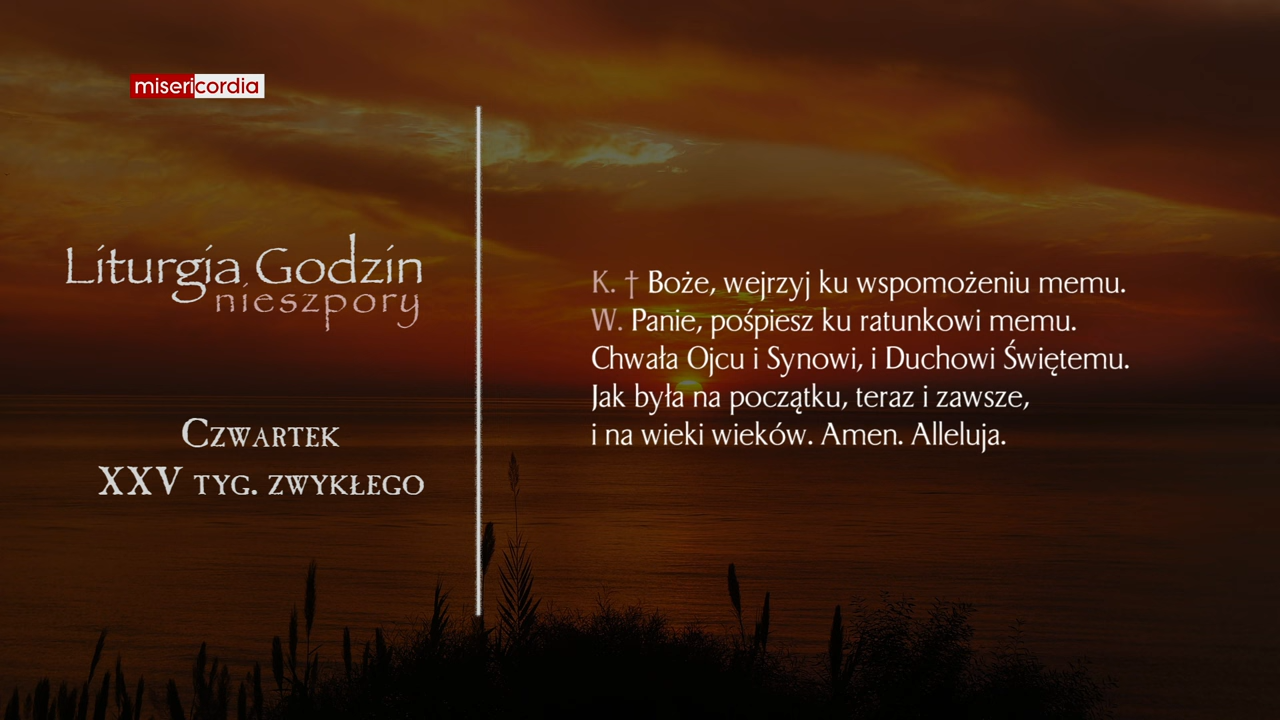 misericordia
Liturgia Godzin
nieszpory
Czwartek
XXV tyg. zwykłego
K. † Boże, wejrzyj ku wspomożeniu memu.
W. Panie, pośpiesz ku ratunkowi memu.
Chwała Ojcu i Synowi, i Duchowi Świętemu.
Jak była na początku, teraz i zawsze,
i na wieki wieków. Amen. Alleluja.